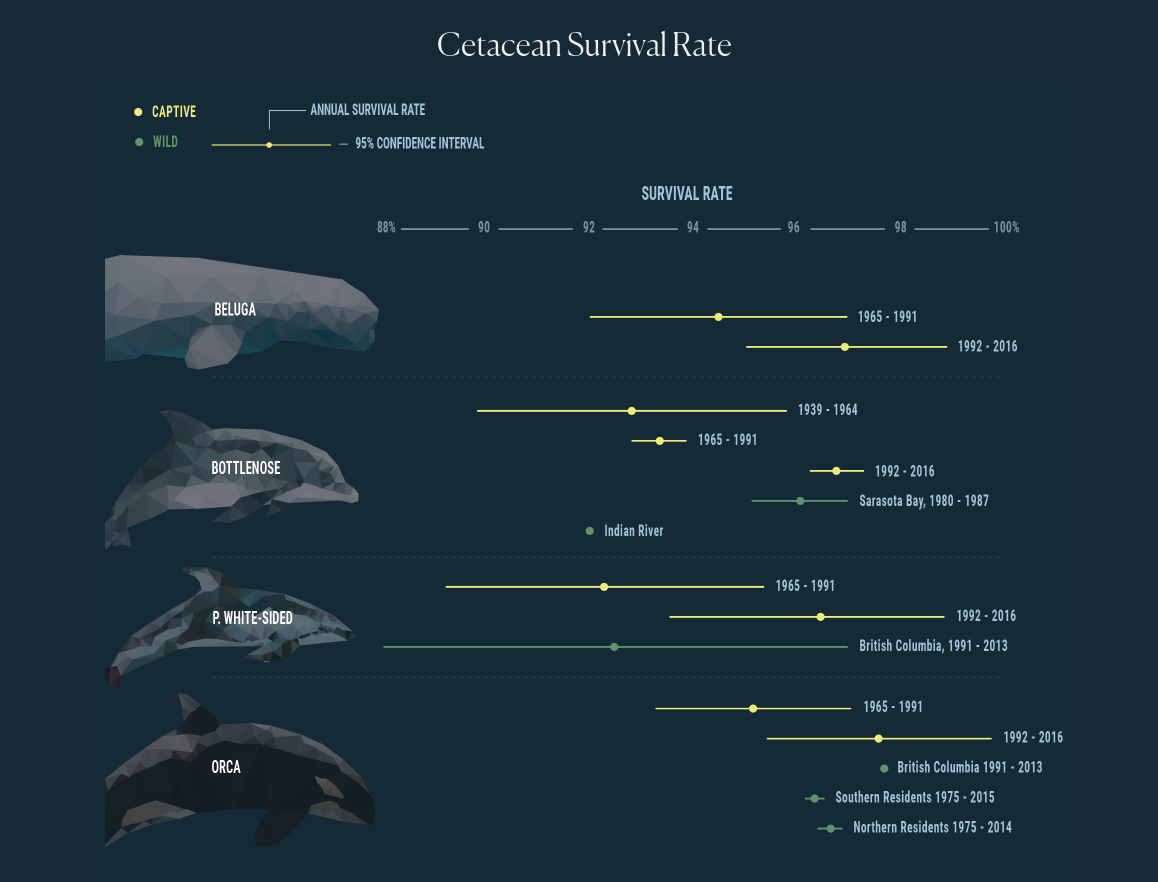 Cetacean Survival Rate
CAPTIVE
ANNUAL SURVIVAL RATE
WILD
95% CONFIDENCE INTERVAL
SURVIVAL RATE
88% 90 92 94 96 98 100%
BELUGA
1965 - 1991
1992 - 2016
BOTTLENOSE
1939 - 1964
1965 - 1991
1992 - 2016
Sarasota Bay, 1980 - 1987
Indian River
P. WHITE-SIDED
1965 - 1991
1992 - 2016
British Columbia, 1991 - 2013
ORCA
1965 - 1991
1992 - 2016
British Columbia 1991 - 2013
Southern Residents 1975 - 2015
Northern Residents 1975 - 2014